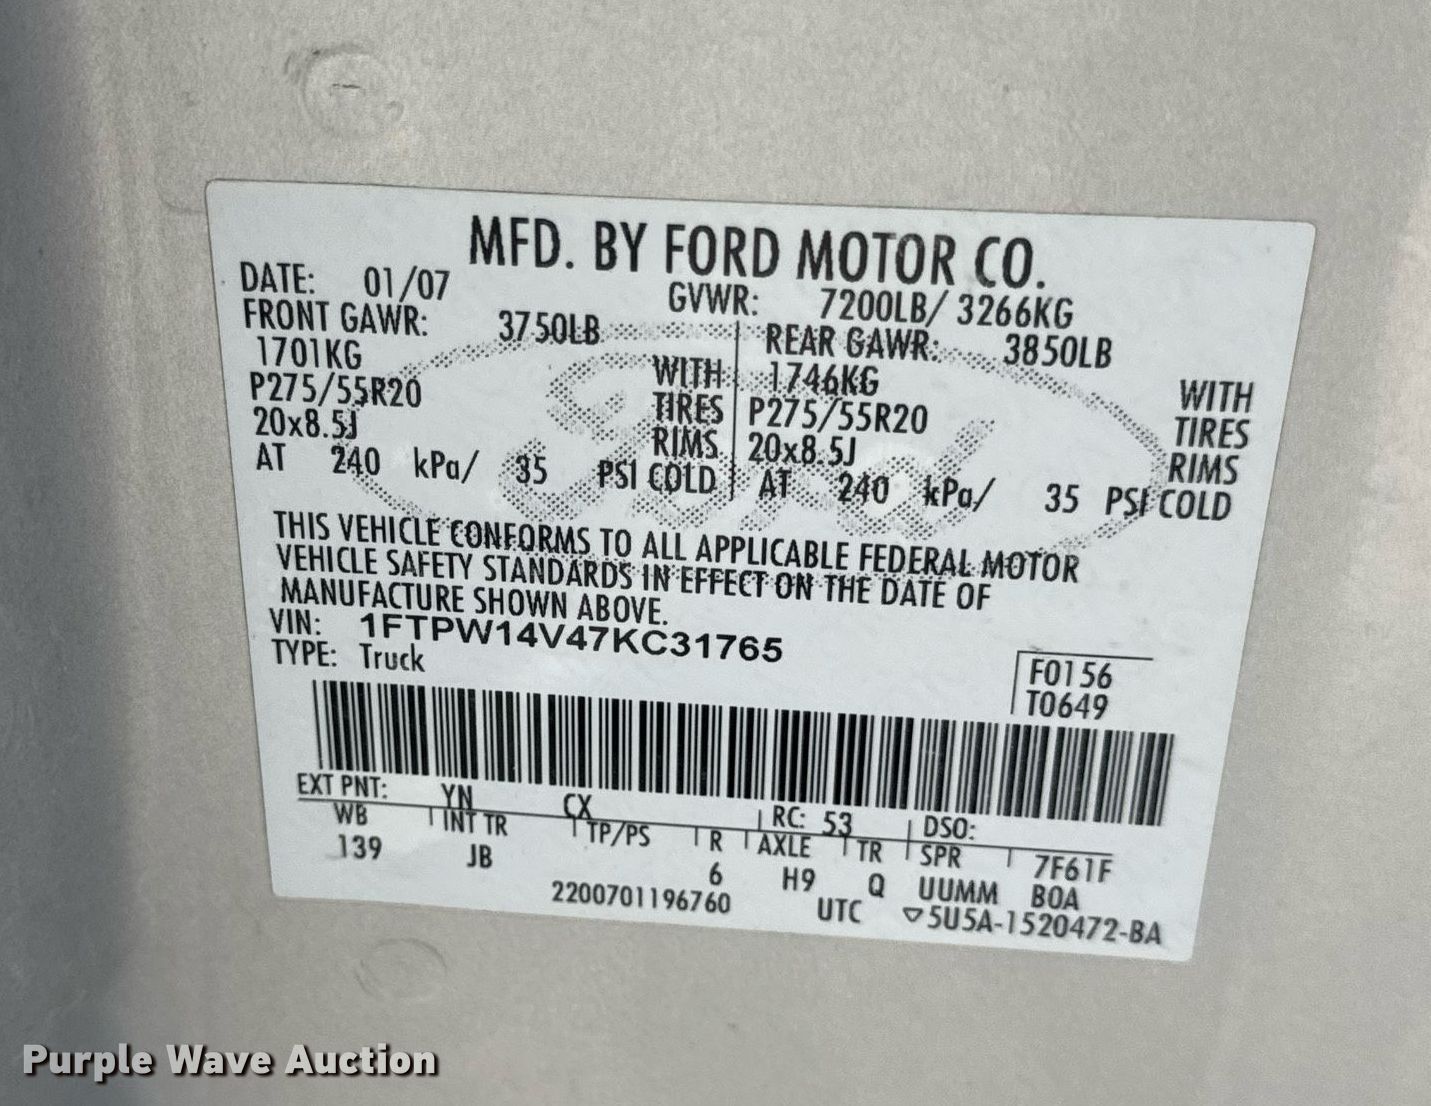 MFD. BY FORD MOTOR CO.
DATE: 01/07 GVWR: 7200LB/ 3266KG
FRONT GAWR: 3750LB REAR GAWR: 3850LB
1701KG WITH 1746KG WITH
P275/55R20 TIRES P275/55R20 TIRES
20x8.5J RIMS 20x8.5J RIMS
AT 240 kPa/ 35 PSI COLD AT 240 kPa/ 35 PSI COLD
THIS VEHICLE CONFORMS TO ALL APPLICABLE FEDERAL MOTOR
VEHICLE SAFETY STANDARDS IN EFFECT ON THE DATE OF
MANUFACTURE SHOWN ABOVE.
VIN: 1FTPW14V47KC31765
TYPE: Truck
F0156
T0649
EXT PNT: YN CX RC: 53 DSO:
WB INT TR TP/PS R AXLE TR SPR 7F61F
139 JB 6 H9 Q UUMM BOA
2200701196760 UTC ▽5U5A-1520472-BA
Ford
Purple Wave Auction